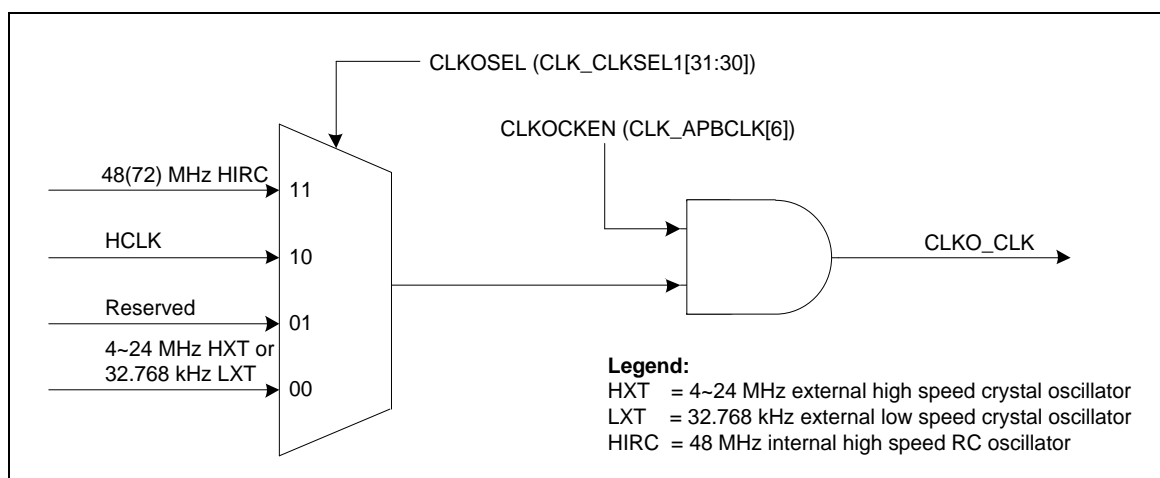 CLKOSEL (CLK_CLKSEL1[31:30])
CLKOCKEN (CLK_APBCLK[6])
48(72) MHz HIRC
11
HCLK
10
CLKO_CLK
Reserved
01
4~24 MHz HXT or
32.768 kHz LXT
00
Legend:
HXT = 4~24 MHz external high speed crystal oscillator
LXT = 32.768 kHz external low speed crystal oscillator
HIRC = 48 MHz internal high speed RC oscillator